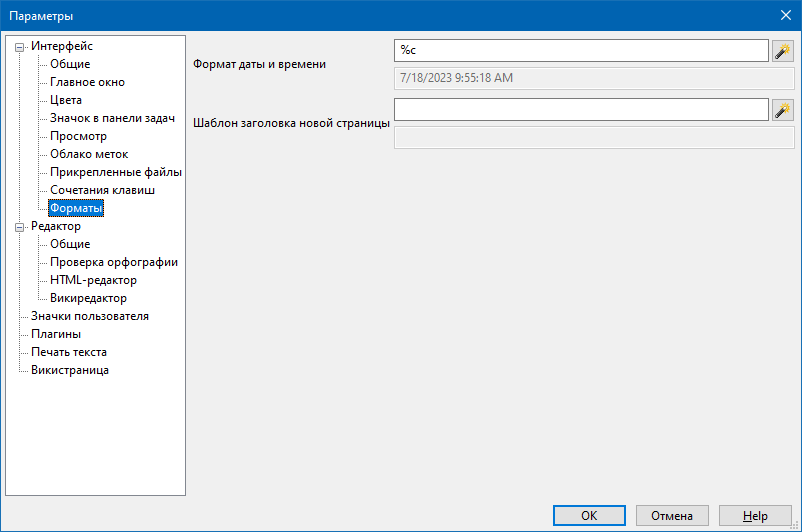 Параметры
Интерфейс
Общие
Главное окно
Цвета
Значок в панели задач
Просмотр
Облако меток
Прикрепленные файлы
Сочетания клавиш
Форматы
Редактор
Общие
Проверка орфографии
HTML-редактор
Викиредактор
Значки пользователя
Плагины
Печать текста
Викистраница
Формат даты и времени
%c
7/18/2023 9:55:18 AM
Шаблон заголовка новой страницы
OK
Отмена
Help